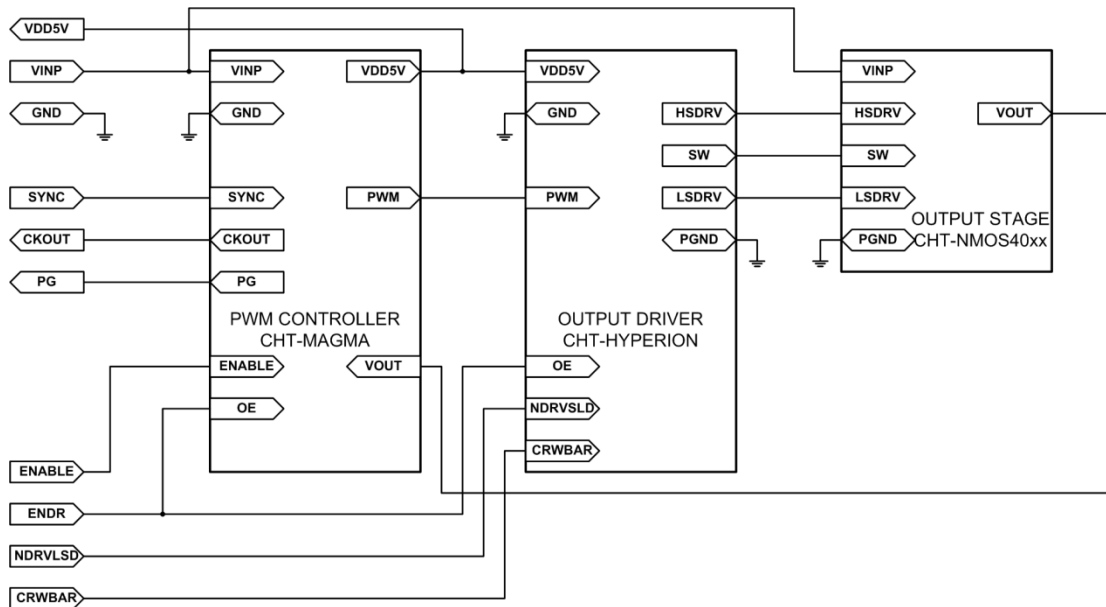 VDD5V
VINP
GND
SYNC
CKOUT
PG
ENABLE
ENDR
NDRVLSD
CRWBAR
VINP
GND
SYNC
CKOUT
PG
ENABLE
OE
VDD5V
PWM
VOUT
PWM CONTROLLER
CHT-MAGMA
VDD5V
GND
PWM
OE
NDRVSLD
CRWBAR
HSDRV
SW
LSDRV
PGND
OUTPUT DRIVER
CHT-HYPERION
VINP
HSDRV
SW
LSDRV
PGND
VOUT
OUTPUT STAGE
CHT-NMOS40xx